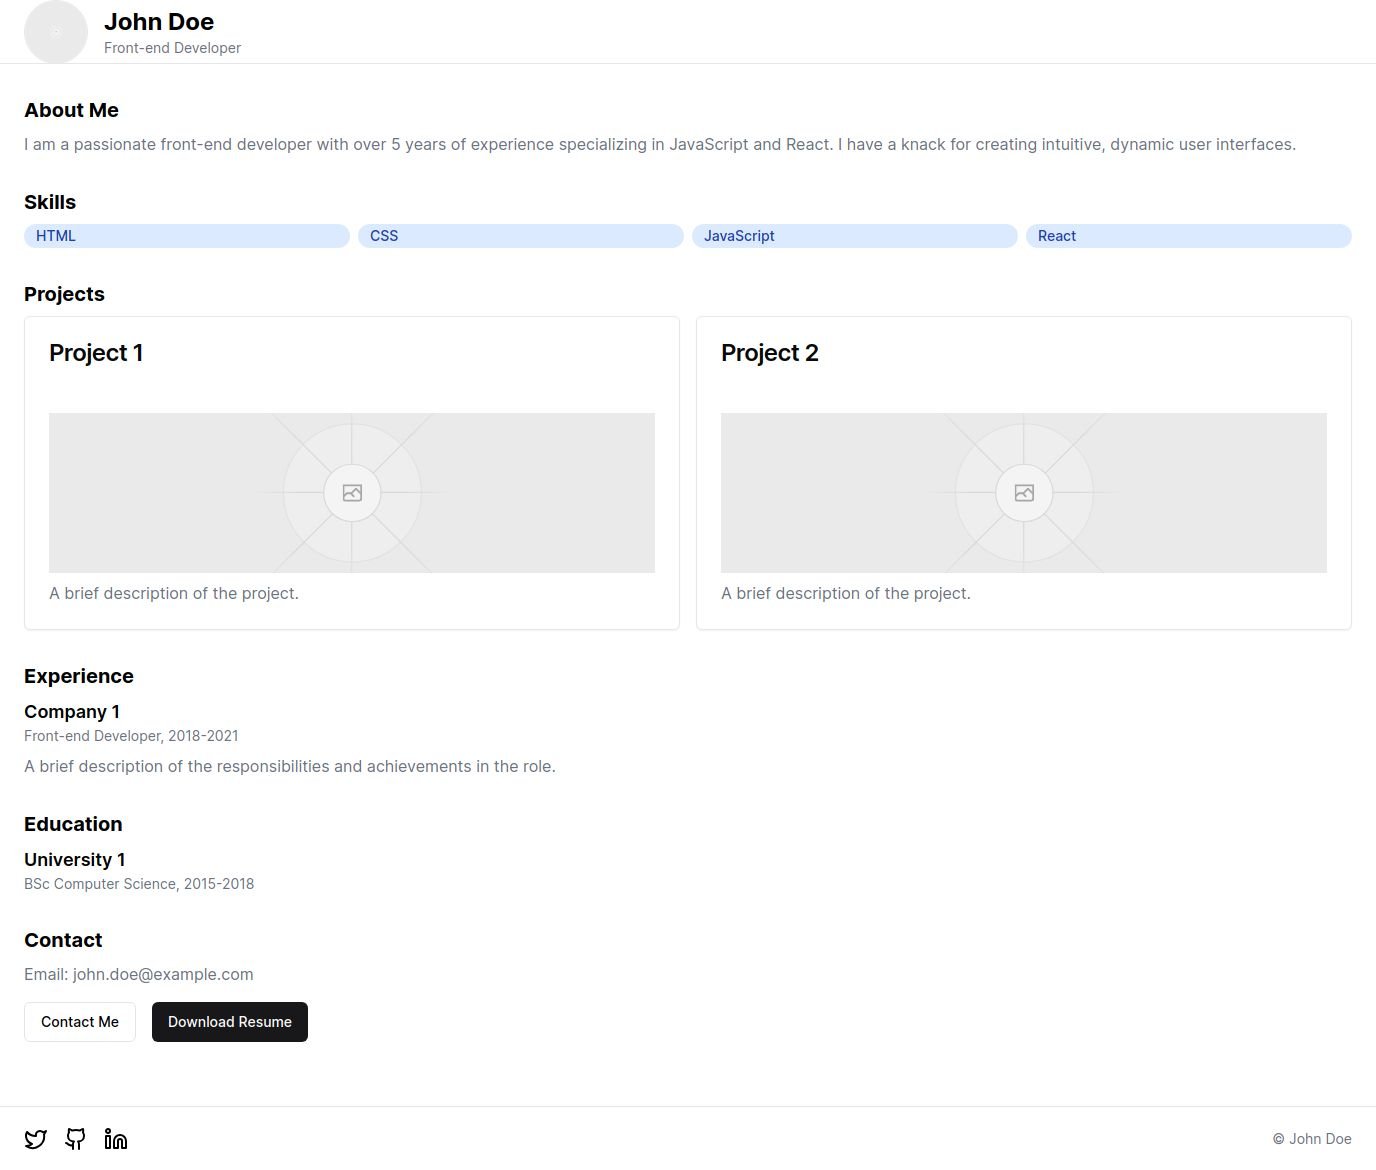 John Doe
Front-end Developer
About Me
I am a passionate front-end developer with over 5 years of experience specializing in JavaScript and React. I have a knack for creating intuitive, dynamic user interfaces.
Skills
HTML
CSS
JavaScript
React
Projects
Project 1
A brief description of the project.
Project 2
A brief description of the project.
Experience
Company 1
Front-end Developer, 2018-2021
A brief description of the responsibilities and achievements in the role.
Education
University 1
BSc Computer Science, 2015-2018
Contact
Email: john.doe@example.com
Contact Me
Download Resume
© John Doe